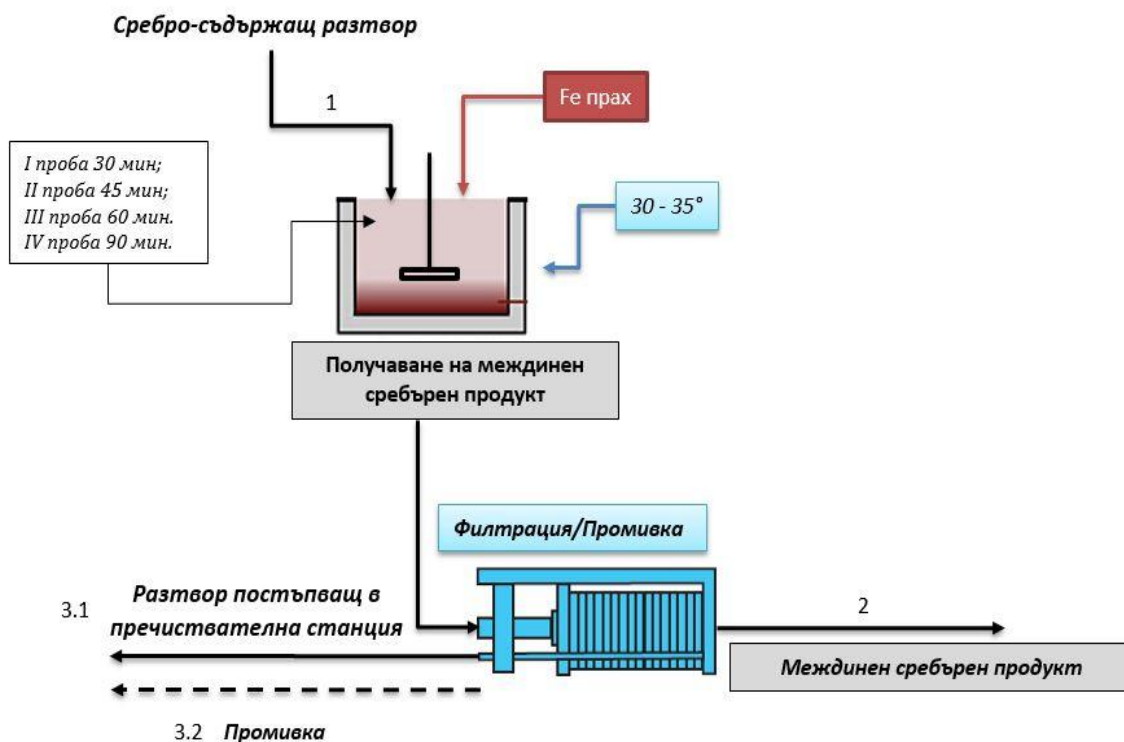 Сребро-съдържащ разтвор
1
Fe прах
I проба 30 мин;
II проба 45 мин;
III проба 60 мин.
IV проба 90 мин.
30 - 35°
Получаване на междинен
сребърен продукт
Филтрация/Промивка
3.1
Разтвор постъпващ в
пречиствателна станция
2
Междинен сребърен продукт
3.2 Промивка